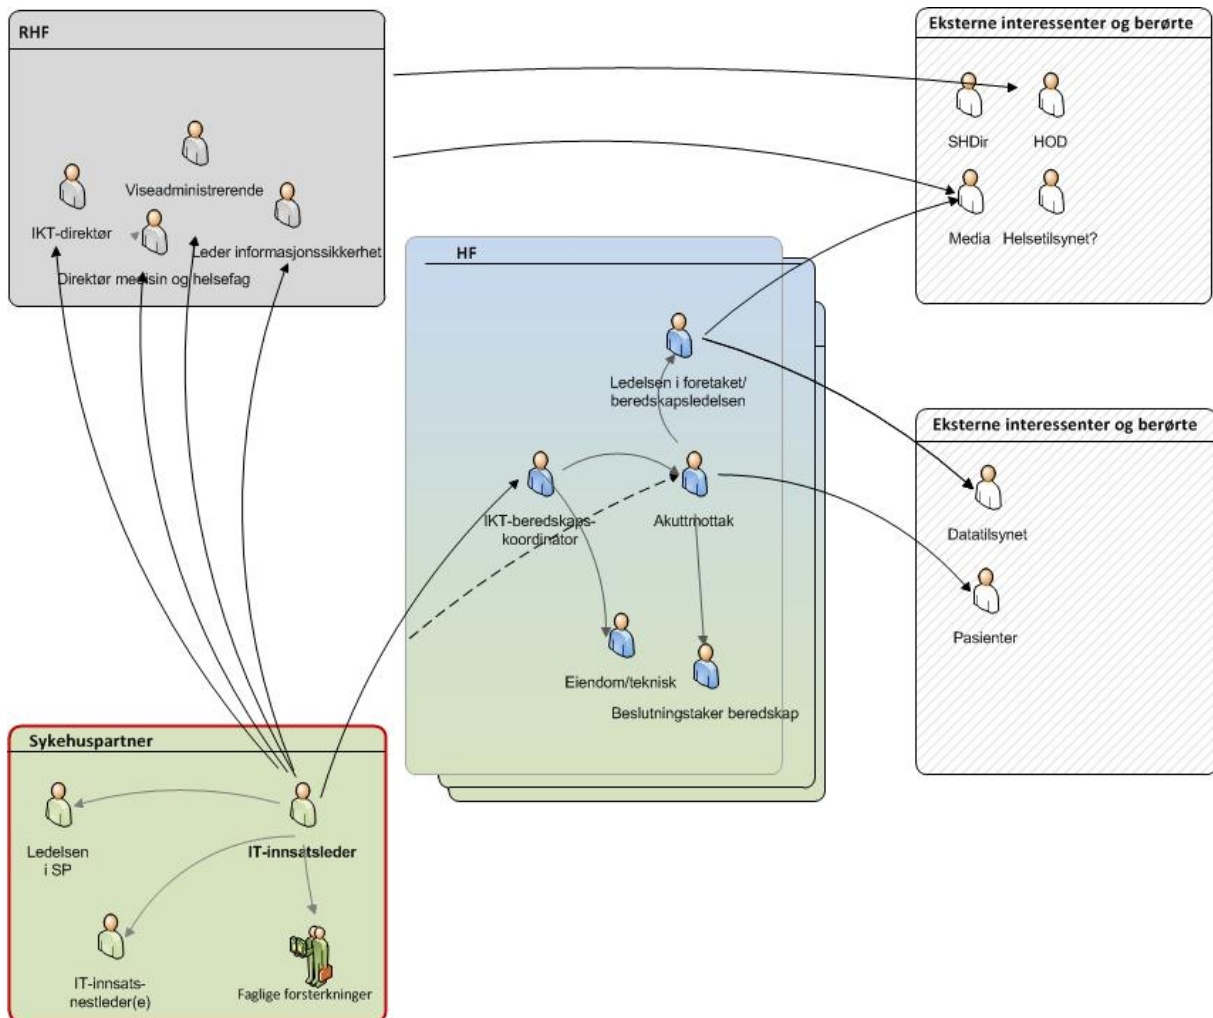 RHF
Viseadministrerende
IKT-direktør
Leder informasjonssikkerhet
Direktør medisin og helsefag
Eksterne interessenter og berørte
SHDir
HOD
Media
Helsetilsynet?
HF
Ledelsen i foretaket/
beredskapsledelsen
IKT-beredskaps-
koordinator
Akuttmottak
Eiendom/teknisk
Beslutningstaker beredskap
Eksterne interessenter og berørte
Datatilsynet
Pasienter
Sykehuspartner
Ledelsen
i SP
IT-innsatsleder
IT-innsats-
nestleder(e)
Faglige forsterkninger